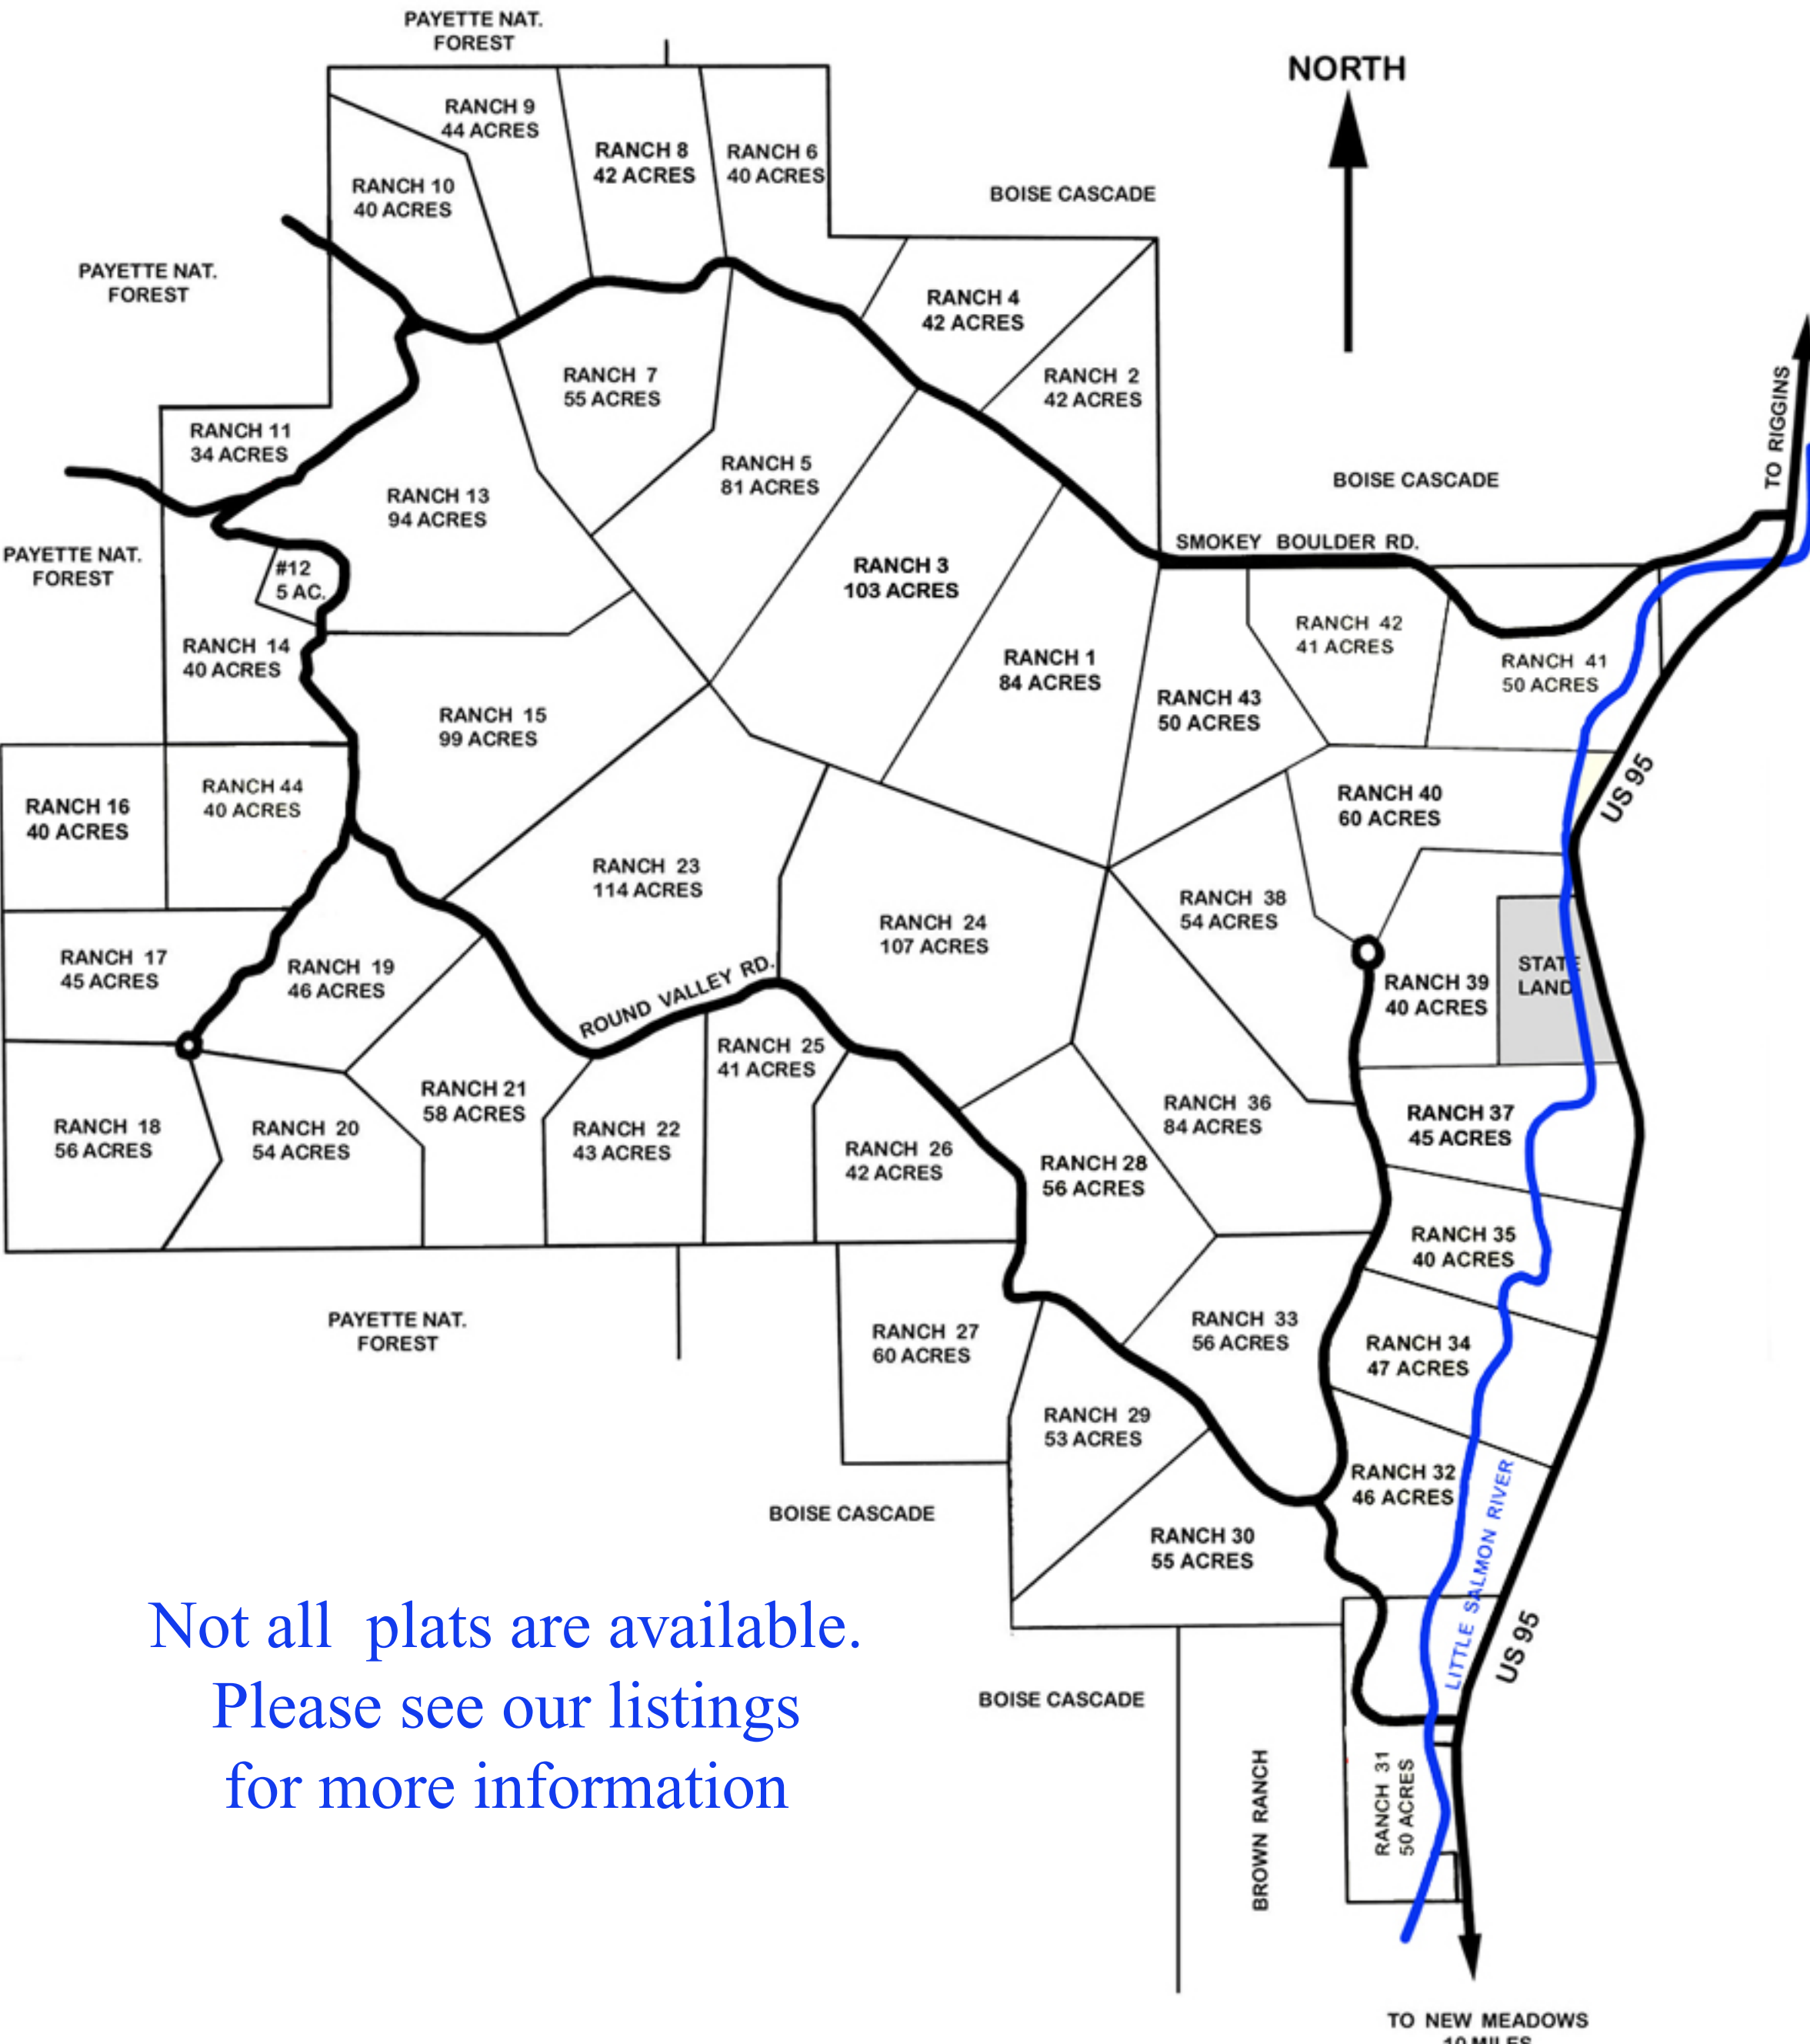 PAYETTE NAT.
FOREST
NORTH
RANCH 9
44 ACRES
RANCH 8
42 ACRES
RANCH 6
40 ACRES
RANCH 10
40 ACRES
BOISE CASCADE
PAYETTE NAT.
FOREST
RANCH 4
42 ACRES
RANCH 7
55 ACRES
RANCH 2
42 ACRES
TO RIGGINS
RANCH 11
34 ACRES
RANCH 5
81 ACRES
BOISE CASCADE
RANCH 13
94 ACRES
SMOKEY BOULDER RD.
PAYETTE NAT.
FOREST
#12
5 AC.
RANCH 3
103 ACRES
RANCH 42
41 ACRES
RANCH 14
40 ACRES
RANCH 1
84 ACRES
RANCH 41
50 ACRES
RANCH 43
50 ACRES
RANCH 15
99 ACRES
US 95
RANCH 44
40 ACRES
RANCH 16
40 ACRES
RANCH 40
60 ACRES
RANCH 23
114 ACRES
RANCH 38
54 ACRES
RANCH 24
107 ACRES
RANCH 17
45 ACRES
RANCH 19
46 ACRES
ROUND VALLEY RD.
STATE
LAND
RANCH 39
40 ACRES
RANCH 25
41 ACRES
RANCH 21
58 ACRES
RANCH 36
84 ACRES
RANCH 37
45 ACRES
RANCH 18
56 ACRES
RANCH 20
54 ACRES
RANCH 22
43 ACRES
RANCH 26
42 ACRES
RANCH 28
56 ACRES
RANCH 35
40 ACRES
PAYETTE NAT.
FOREST
RANCH 27
60 ACRES
RANCH 33
56 ACRES
RANCH 34
47 ACRES
RANCH 29
53 ACRES
RANCH 32
46 ACRES
BOISE CASCADE
RANCH 30
55 ACRES
LITTLE SALMON RIVER
US 95
Not all plats are available.
Please see our listings
for more information
BOISE CASCADE
BROWN RANCH
RANCH 31
50 ACRES
TO NEW MEADOWS
10 MILES